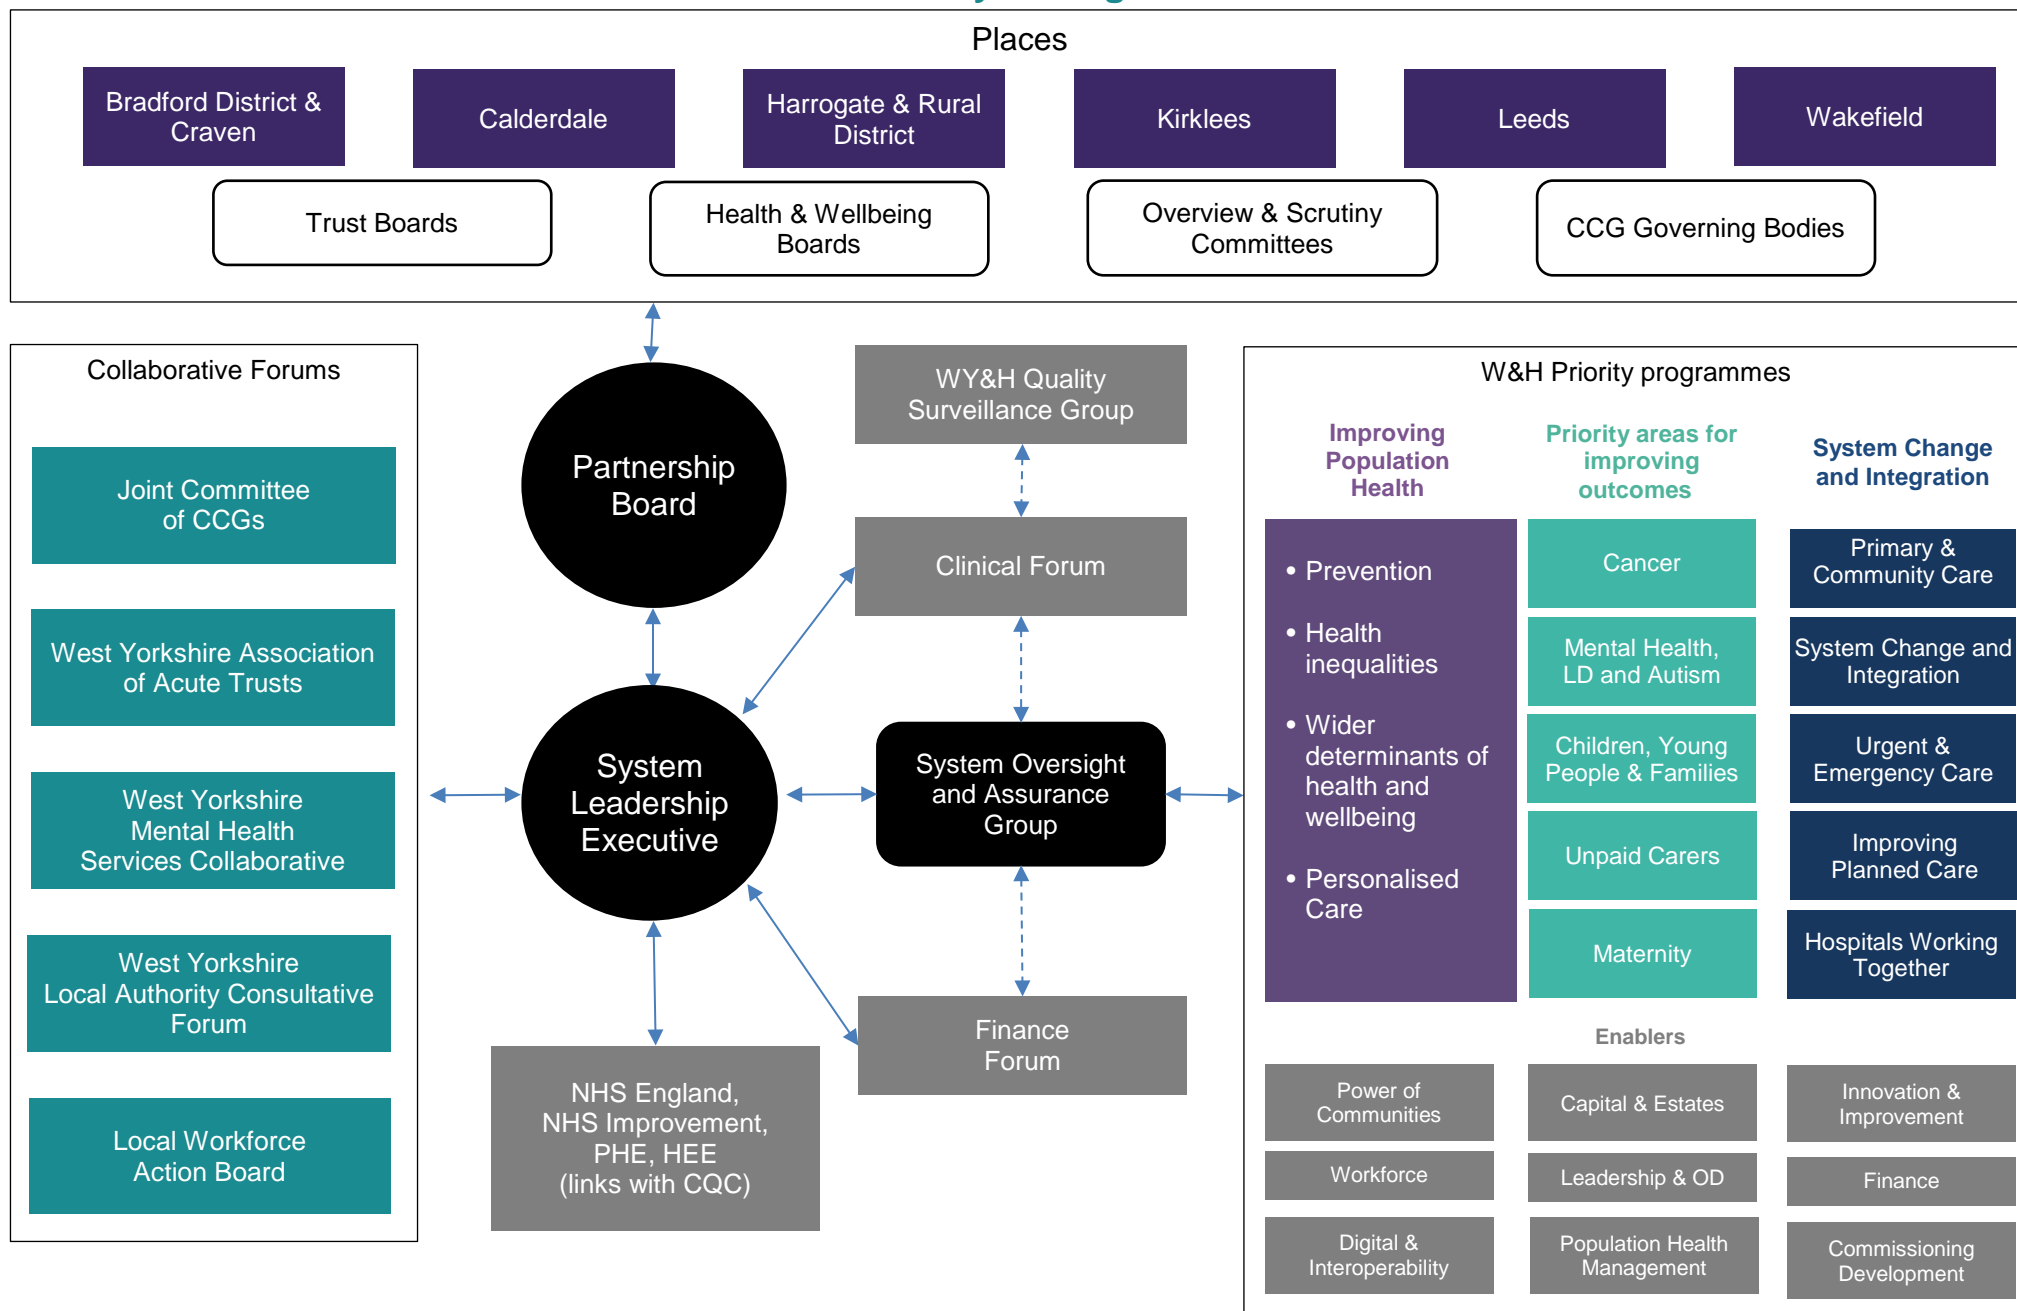 Places
Bradford District &
Craven
Calderdale
Harrogate & Rural
District
Kirklees
Leeds
Wakefield
Trust Boards
Health & Wellbeing
Boards
Overview & Scrutiny
Committees
CCG Governing Bodies
Collaborative Forums
Joint Committee
of CCGs
West Yorkshire Association
of Acute Trusts
West Yorkshire
Mental Health
Services Collaborative
West Yorkshire
Local Authority Consultative
Forum
Local Workforce
Action Board
Partnership
Board
System
Leadership
Executive
NHS England,
NHS Improvement,
PHE, HEE
(links with CQC)
WY&H Quality
Surveillance Group
Clinical Forum
System Oversight
and Assurance
Group
Finance
Forum
W&H Priority programmes
Improving
Population
Health
• Prevention
• Health
inequalities
• Wider
determinants of
health and
wellbeing
• Personalised
Care
Priority areas for
improving
outcomes
Cancer
Mental Health,
LD and Autism
Children, Young
People & Families
Unpaid Carers
Maternity
System Change
and Integration
Primary &
Community Care
System Change and
Integration
Urgent &
Emergency Care
Improving
Planned Care
Hospitals Working
Together
Enablers
Power of
Communities
Capital & Estates
Innovation &
Improvement
Workforce
Leadership & OD
Finance
Digital &
Interoperability
Population Health
Management
Commissioning
Development